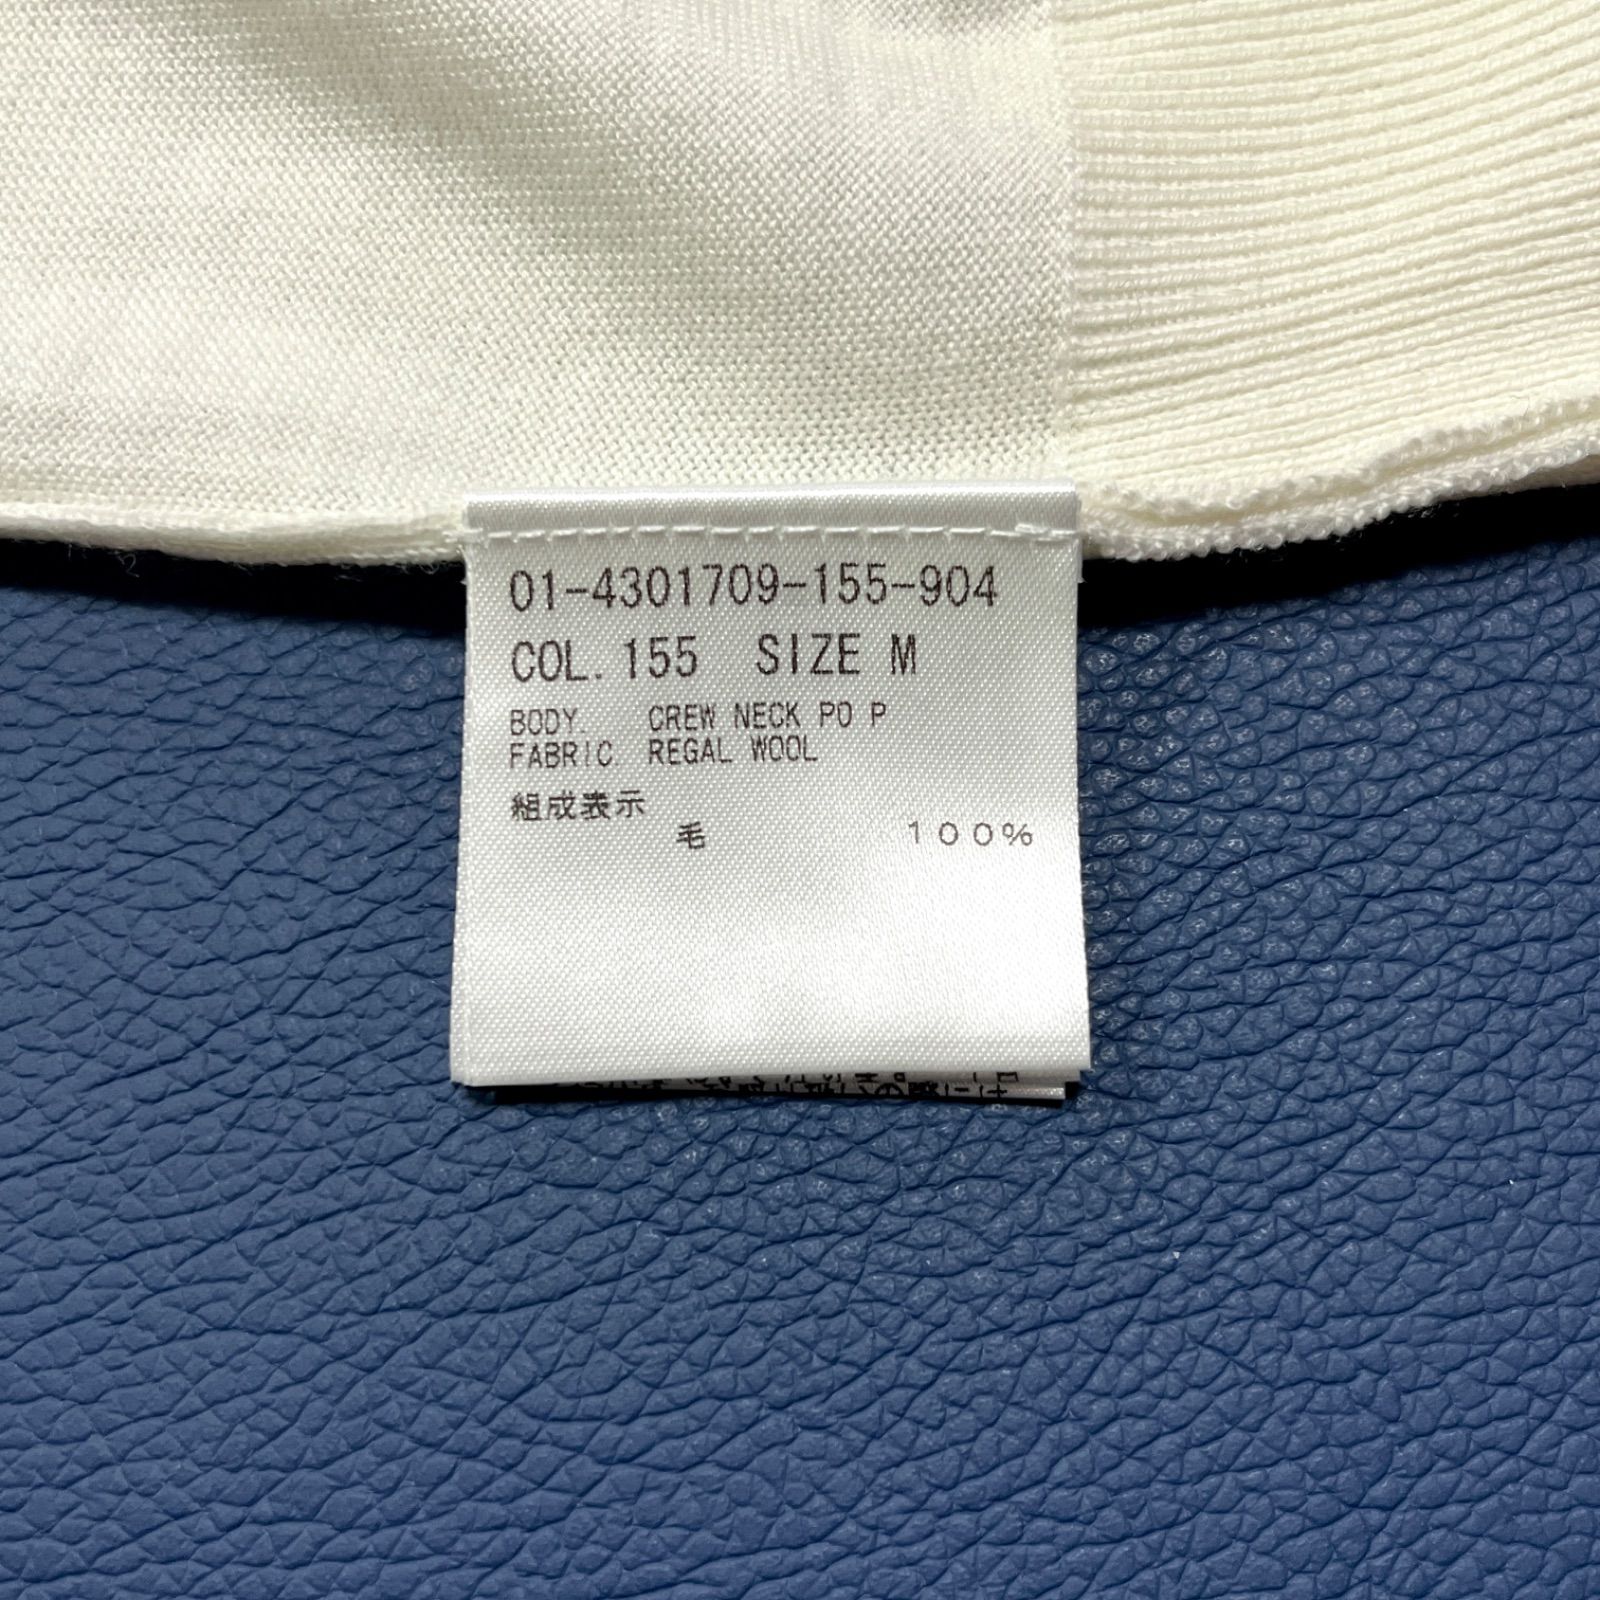 01-4301709-155-904
COL. 155 SIZE M
BODY. CREW NECK PO P
FABRIC. REGAL WOOL
組成表示
毛 100%